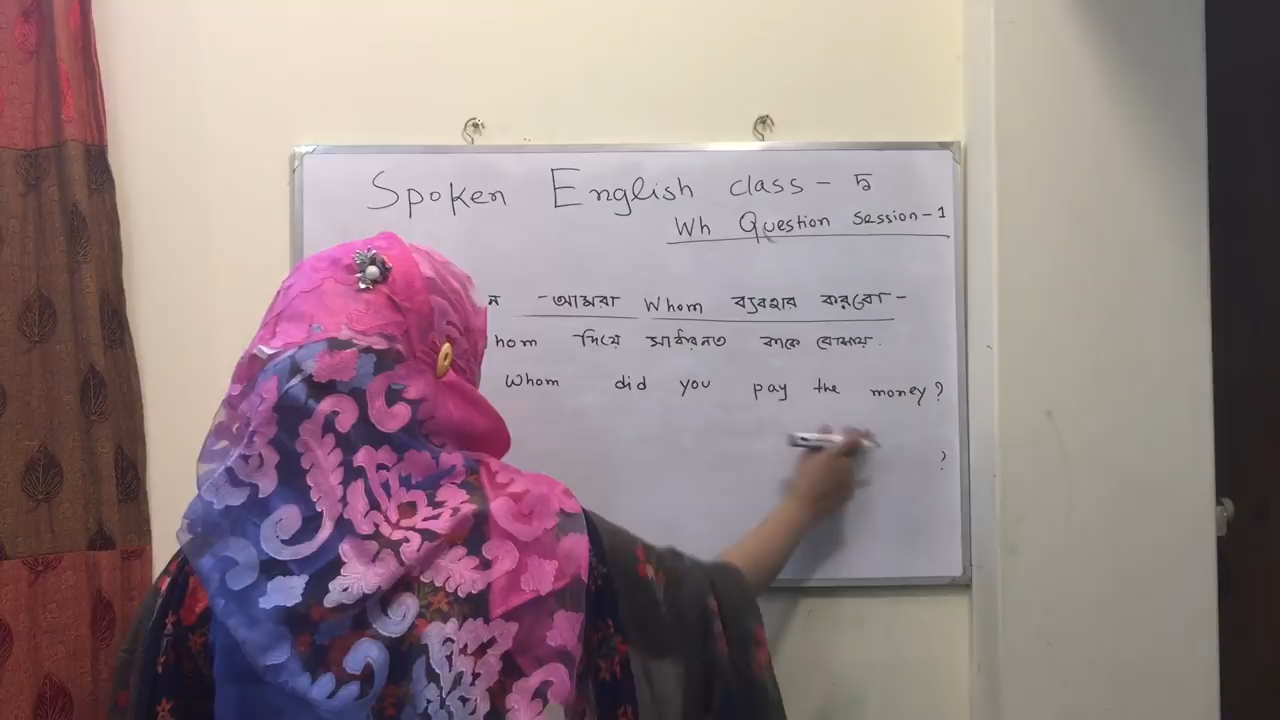 Spoken English class - ৯
Wh Question Session-1
ন - আমরা Whom ব্যবহার করবো -
hom দিয়ে সার্ধারনত কাকে বোঝায়.
Whom did you pay the money?
?